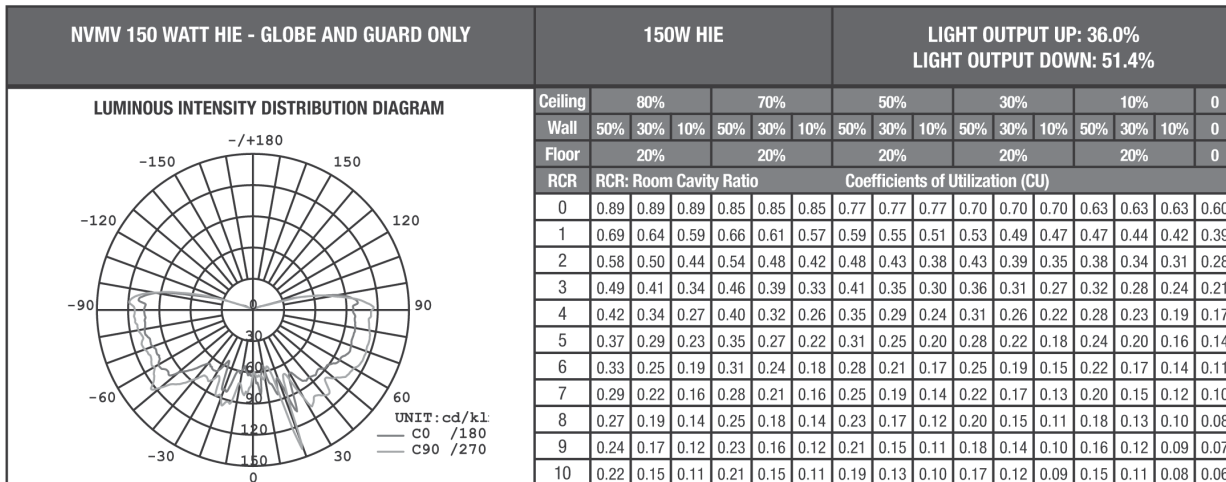 NVMV 150 WATT HIE - GLOBE AND GUARD ONLY
150W HIE
LIGHT OUTPUT UP: 36.0%
LIGHT OUTPUT DOWN: 51.4%
LUMINOUS INTENSITY DISTRIBUTION DIAGRAM
-/+180
-150 150
-120 120
-90 90
-60 60
-30 30
0
0
30
60
90
120
150
UNIT:cd/kl
C0 /180
C90 /270
Ceiling 80% 70% 50% 30% 10% 0
Wall 50% 30% 10% 50% 30% 10% 50% 30% 10% 50% 30% 10% 50% 30% 10% 0
Floor 20% 20% 20% 20% 20% 0
RCR RCR: Room Cavity Ratio Coefficients of Utilization (CU)
0 0.89 0.89 0.89 0.85 0.85 0.85 0.77 0.77 0.77 0.70 0.70 0.70 0.63 0.63 0.63 0.60
1 0.69 0.64 0.59 0.66 0.61 0.57 0.59 0.55 0.51 0.53 0.49 0.47 0.47 0.44 0.42 0.39
2 0.58 0.50 0.44 0.54 0.48 0.42 0.48 0.43 0.38 0.43 0.39 0.35 0.38 0.34 0.31 0.28
3 0.49 0.41 0.34 0.46 0.39 0.33 0.41 0.35 0.30 0.36 0.31 0.27 0.32 0.28 0.24 0.21
4 0.42 0.34 0.27 0.40 0.32 0.26 0.35 0.29 0.24 0.31 0.26 0.22 0.28 0.23 0.19 0.17
5 0.37 0.29 0.23 0.35 0.27 0.22 0.31 0.25 0.20 0.28 0.22 0.18 0.24 0.20 0.16 0.14
6 0.33 0.25 0.19 0.31 0.24 0.18 0.28 0.21 0.17 0.25 0.19 0.15 0.22 0.17 0.14 0.11
7 0.29 0.22 0.16 0.28 0.21 0.16 0.25 0.19 0.14 0.22 0.17 0.13 0.20 0.15 0.12 0.10
8 0.27 0.19 0.14 0.25 0.18 0.14 0.23 0.17 0.12 0.20 0.15 0.11 0.18 0.13 0.10 0.08
9 0.24 0.17 0.12 0.23 0.16 0.12 0.21 0.15 0.11 0.18 0.14 0.10 0.16 0.12 0.09 0.07
10 0.22 0.15 0.11 0.21 0.15 0.11 0.19 0.13 0.10 0.17 0.12 0.09 0.15 0.11 0.08 0.06